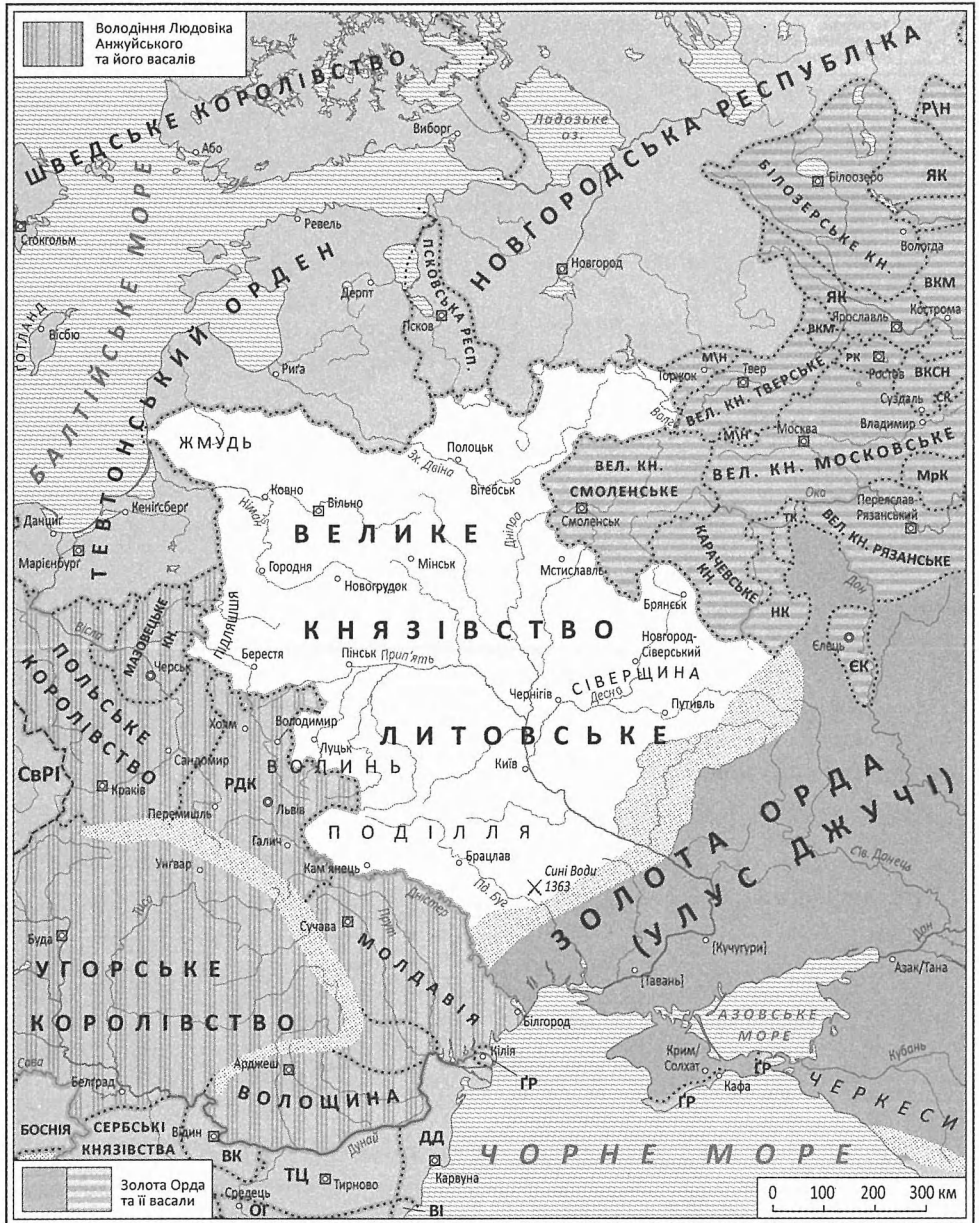 Володіння Людовіка
Анжуйського
та його васалів
ШВЕДСЬКЕ КОРОЛІВСТВО
Або
Виборг
Ладозьке
оз.
НОВГОРОДСЬКА РЕСПУБЛІКА
Р\Н
ЯК
Білоозеро
БІЛОЗЕРСЬКЕ КН.
Вологда
ВКМ
Стокгольм
БАЛТІЙСЬКЕ МОРЕ
ГОТЛАНД
Вісбю
Ревель
Дерпт
ТЕВТОНСЬКИЙ ОРДЕН
ПСКОВСЬКА РЕСП.
Псков
Новгород
ЯК
ВКМ
Ярославль
Кострома
Рига
М\Н
Торжок
Твер
ВЕЛ. КН. ТВЕРСЬКЕ
РК
Ростов
ВКСН
Суздаль
СК
Владимир
Волга
М\Н
Москва
ВЕЛ. КН. МОСКОВСЬКЕ
МрК
ЖМУДЬ
Зх. Двіна
Полоцьк
Вітебськ
ВЕЛ. КН.
СМОЛЕНСЬКЕ
Смоленськ
Ока
ТК
Переяслав-
Рязанський
ВЕЛ. КН. РЯЗАНСЬКЕ
Данциґ
Кеніґсберґ
Марієнбурґ
Ковно
Німан
Вільно
ВЕЛИКЕ
Дніпро
Городня
Новогрудок
Мінськ
Мстиславль
КАРАЧЕВСЬКЕ
КН.
НК
Дон
Єлець
ЄК
Брянськ
Вісла
МАЗОВЕЦЬКЕ
КН.
Черськ
ПІДЛЯШШЯ
Берестя
КНЯЗІВСТВО
Пінськ
Прип'ять
Новгород-
Сіверський
СІВЕРЩИНА
Чернігів
Десна
Путивль
ПОЛЬСЬКЕ
КОРОЛІВСТВО
Холм
Володимир
Луцьк
ВОЛИНЬ
ЛИТОВСЬКЕ
Київ
СвРІ
Краків
Сандомир
РДК
Перемишль
Львів
Галич
ПОДІЛЛЯ
Брацлав
Кам'янець
Пд. Буг
Сині Води
1363
ЗОЛОТА ОРДА
(УЛУС ДЖУЧІ)
Сів. Донець
Дон
Унгвар
Тиса
Дністер
Сучава
Прут
МОЛДАВІЯ
Буда
УГОРСЬКЕ
КОРОЛІВСТВО
[Кучугури]
[Тавань]
Азак/Тана
Білгород
АЗОВСЬКЕ
МОРЕ
Кілія
ҐР
Крим/
Солхат
Кафа
ҐР
ҐР
Кубань
ЧЕРКЕСИ
Сава
Белград
Арджеш
ВОЛОЩИНА
БОСНІЯ
СЕРБСЬКІ
КНЯЗІВСТВА
Відин
ВК
Дунай
ДД
Карвуна
ТЦ
Тирново
Средець
ОГ
ВІ
ЧОРНЕ МОРЕ
Золота Орда
та її васали
0 100 200 300 км